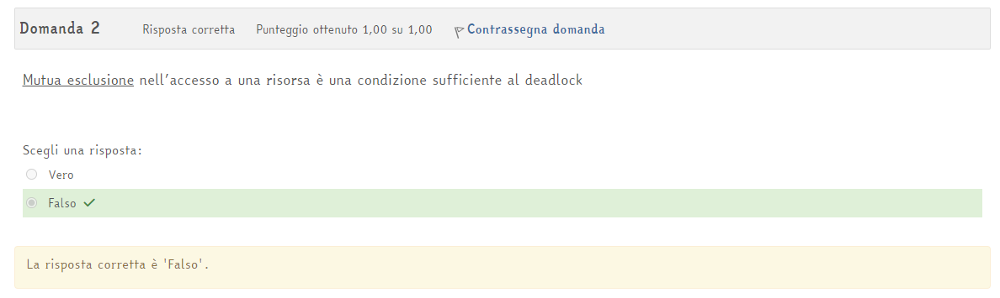 Domanda 2 Risposta corretta Punteggio ottenuto 1,00 su 1,00 Contrassegna domanda
Mutua esclusione nell'accesso a una risorsa è una condizione sufficiente al deadlock
Scegli una risposta:
Vero
Falso
La risposta corretta è 'Falso'.